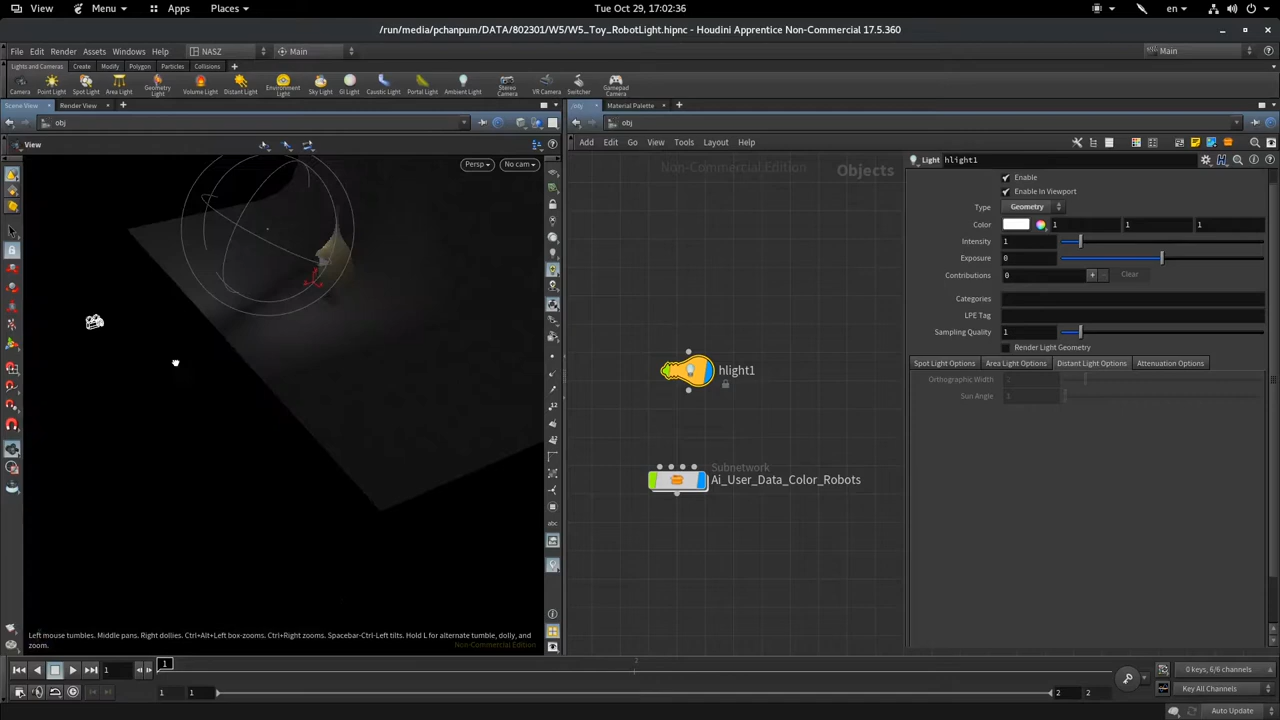 View Menu Apps Places Tue Oct 29, 17:02:36 en
/run/media/pchanpum/DATA/802301/W5/W5_Toy_RobotLight.hipnc - Houdini Apprentice Non-Commercial 17.5.360
File Edit Render Assets Windows Help NASZ Main Main
Lights and Cameras Create Modify Polygon Particles Collisions
Camera Point Light Spot Light Area Light Geometry Light Volume Light Distant Light Environment Light Sky Light GI Light Caustic Light Portal Light Ambient Light Stereo Camera VR Camera Switcher Gamepad Camera
Scene View Render View /obj Material Palette
obj obj
View Add Edit Go View Tools Layout Help
Persp No cam Non-Commercial Edition Objects
Light hlight1
Enable
Enable In Viewport
Type Geometry
Color 1 1 1
Intensity 1
Exposure 0
Contributions 0 Clear
Categories
LPE Tag
Sampling Quality 1
Render Light Geometry
Spot Light Options Area Light Options Distant Light Options Attenuation Options
Orthographic Width 1
Sun Angle 1
hlight1
Subnetwork
Ai_User_Data_Color_Robots
12
abc
Left mouse tumbles. Middle pans. Right dollies. Ctrl+Alt+Left box-zooms. Ctrl+Right zooms. Spacebar-Ctrl-Left tilts. Hold L for alternate tumble, dolly, and
zoom.
Non-Commercial Edition
1 1 2 0 keys, 6/6 channels
1 1 2 2 Key All Channels
Auto Update